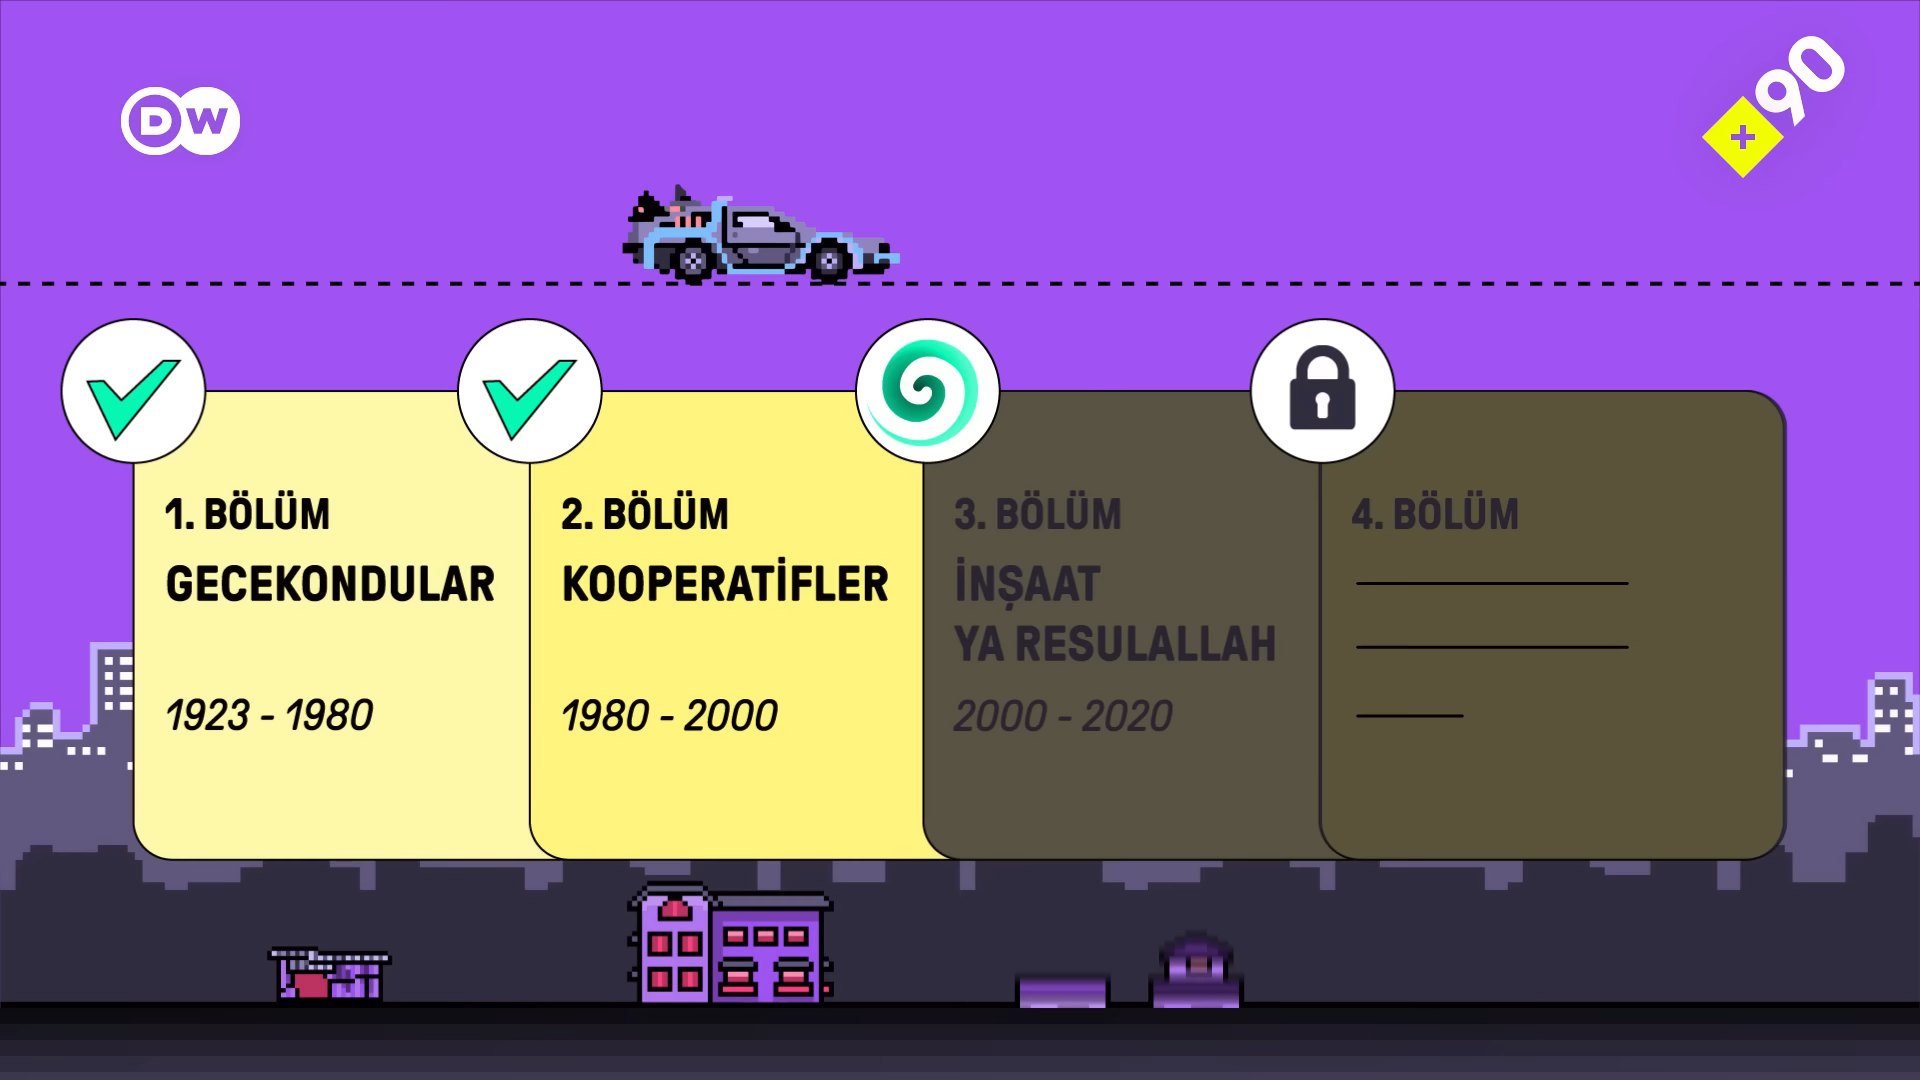 DW
+90
1. BÖLÜM
GECEKONDULAR
1923 - 1980
2. BÖLÜM
KOOPERATİFLER
1980 - 2000
3. BÖLÜM
İNŞAAT
YA RESULALLAH
2000 - 2020
4. BÖLÜM